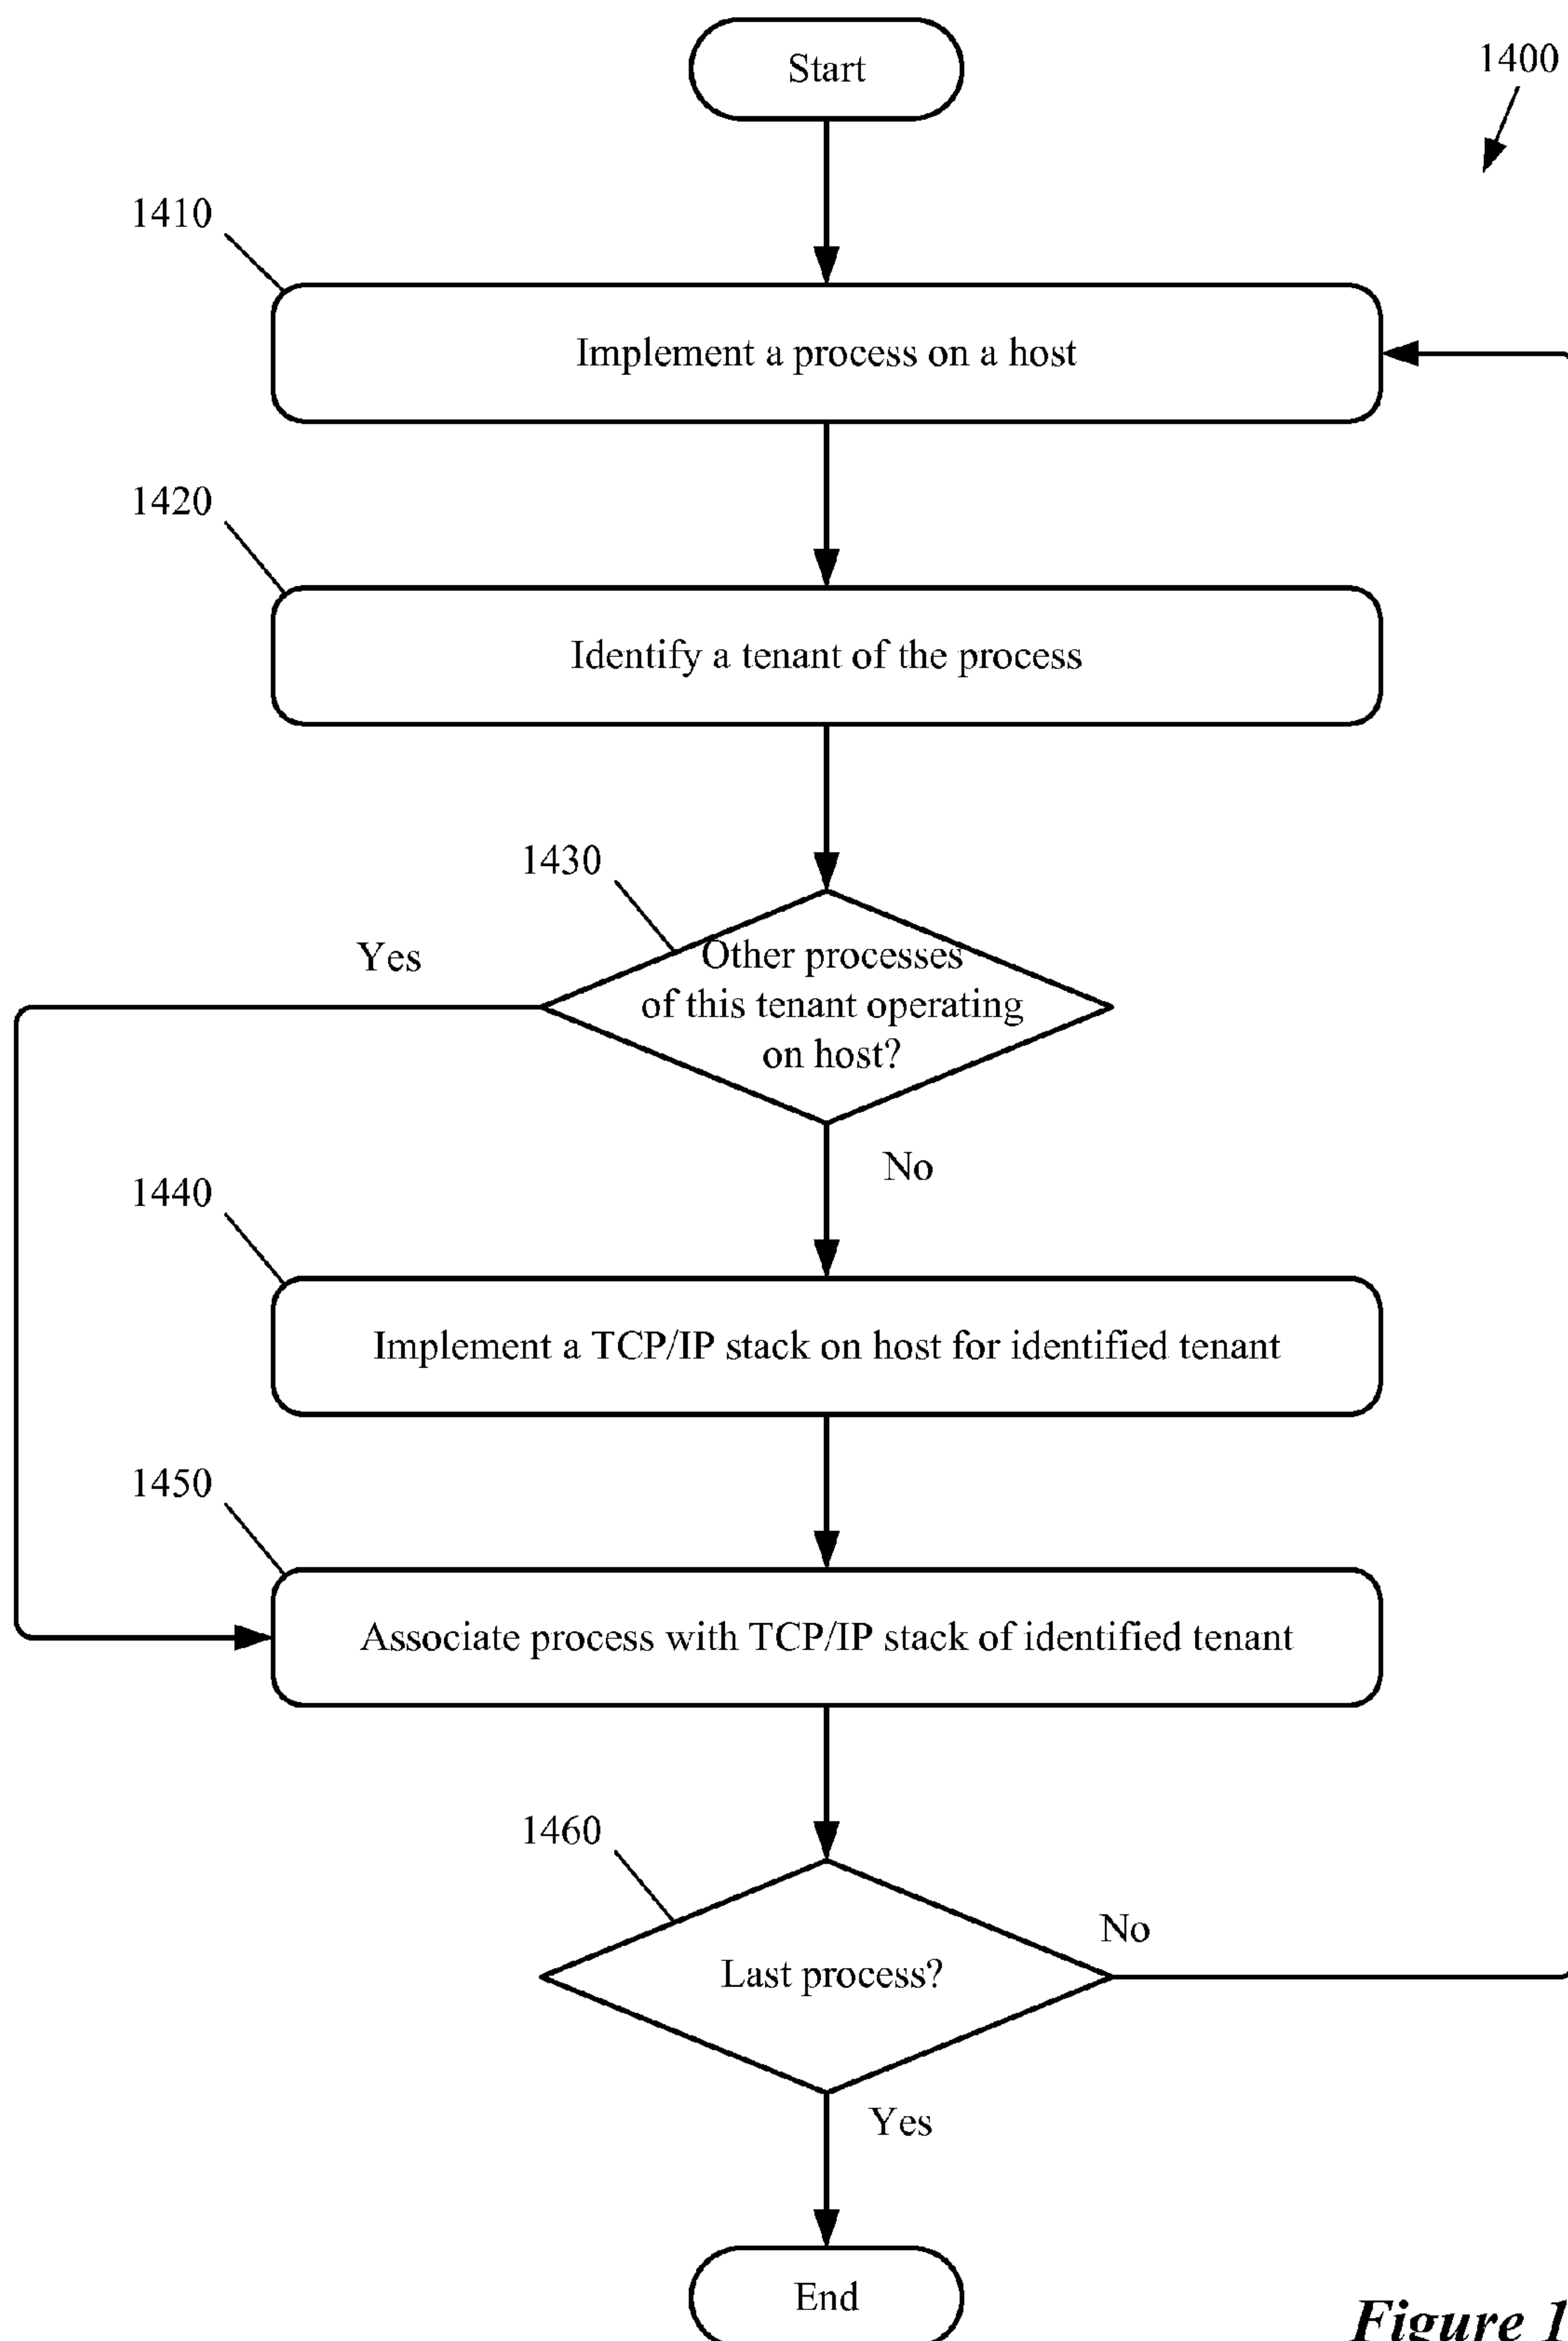 Start
1400
1410
Implement a process on a host
1420
Identify a tenant of the process
1430
Yes
Other processes
of this tenant operating
on host?
No
1440
Implement a TCP/IP stack on host for identified tenant
1450
Associate process with TCP/IP stack of identified tenant
1460
No
Last process?
Yes
End
Figure 1